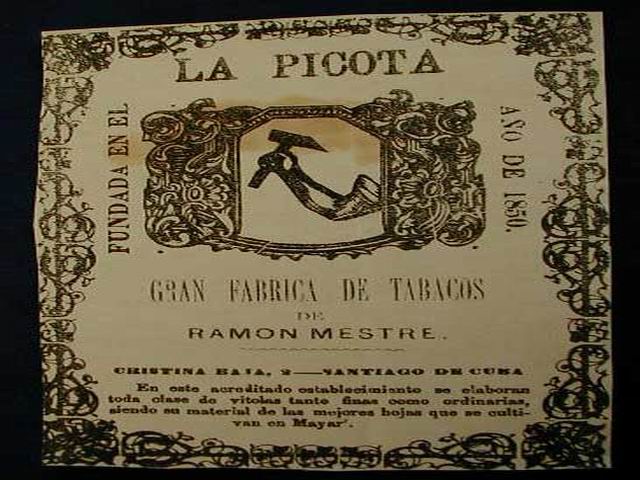 LA PICOTA
FUNDADA EN EL
AÑO DE 1850.
GRAN FABRICA DE TABACOS
DE
RAMON MESTRE.
CRISTINA BAJA, 2—SANTIAGO DE CUBA
En este acreditado establecimiento se elaboran
toda clase de vitolas tanto finas como ordinarias,
siendo su material de las mejores hojas que se culti-
van en Mayar'.